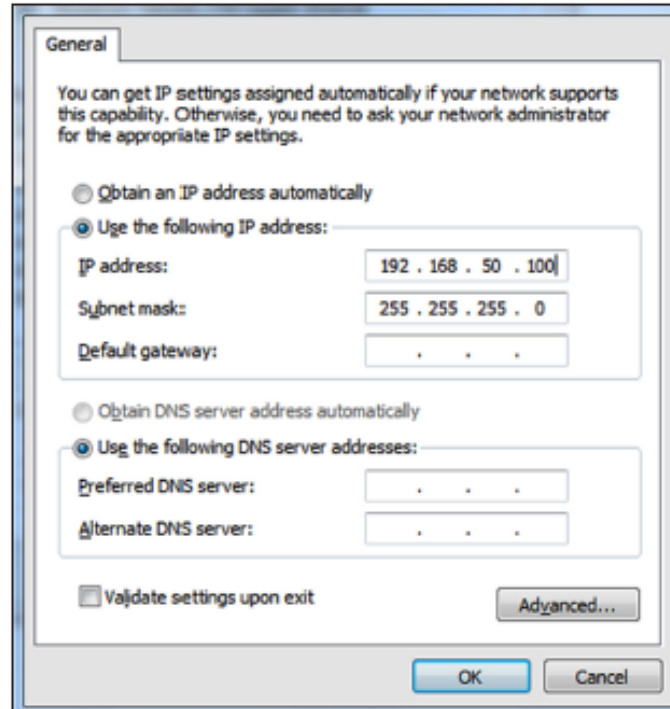 General
You can get IP settings assigned automatically if your network supports
this capability. Otherwise, you need to ask your network administrator
for the appropriate IP settings.
Obtain an IP address automatically
Use the following IP address:
IP address:
192 . 168 . 50 . 100
Subnet mask::
255 . 255 . 255 . 0
Default gateway:
. . .
Obtain DNS server address automatically
Use the following DNS server addresses:
Preferred DNS server:
. . .
Alternate DNS server:
. . .
Validate settings upon exit
Advanced...
OK
Cancel